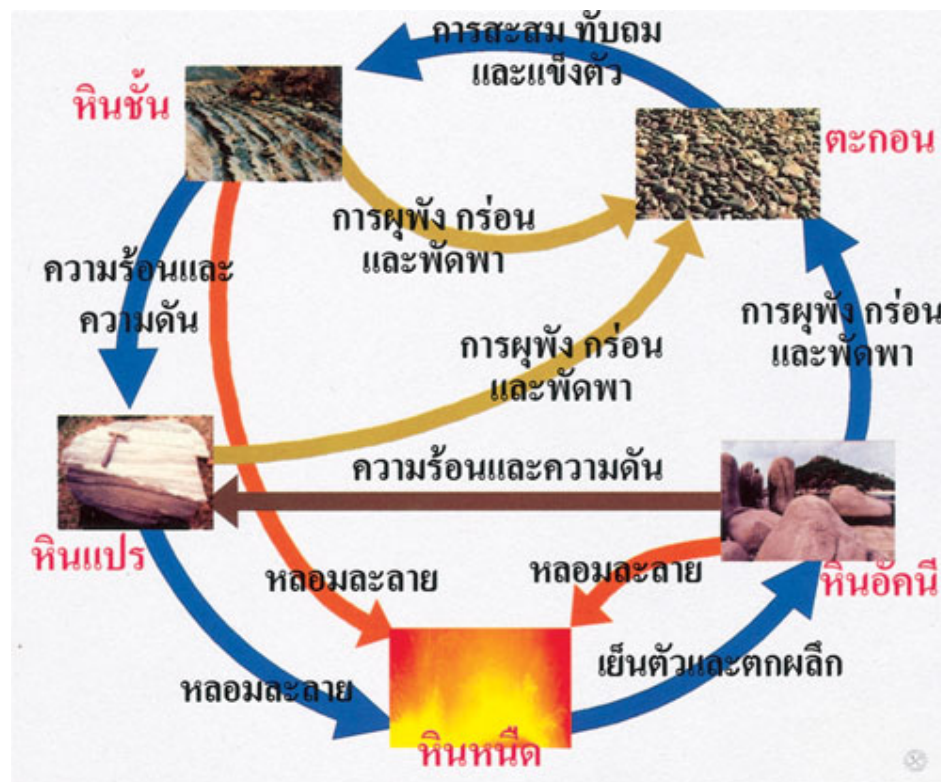 การสะสม ทับถม
และแข็งตัว
หินชั้น
ตะกอน
การผุพัง กร่อน
และพัดพา
ความร้อนและ
ความดัน
การผุพัง กร่อน
และพัดพา
การผุพัง กร่อน
และพัดพา
ความร้อนและความดัน
หินแปร
หลอมละลาย
หลอมละลาย
หินอัคนี
เย็นตัวและตกผลึก
หลอมละลาย
หินหนืด